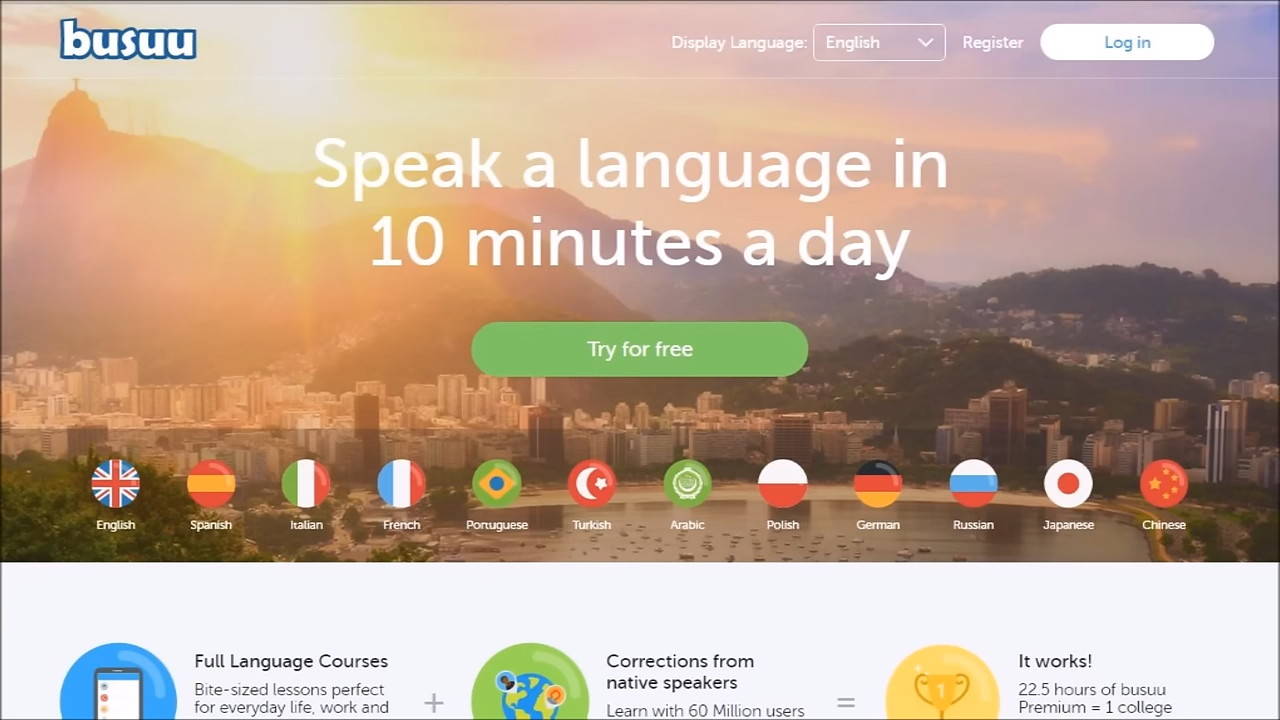 busuu
Display Language: English Register Log in
Speak a language in
10 minutes a day
Try for free
English Spanish Italian French Portuguese Turkish Arabic Polish German Russian Japanese Chinese
Full Language Courses
Bite-sized lessons perfect
for everyday life, work and
+
Corrections from
native speakers
Learn with 60 Million users
=
1
It works!
22.5 hours of busuu
Premium = 1 college